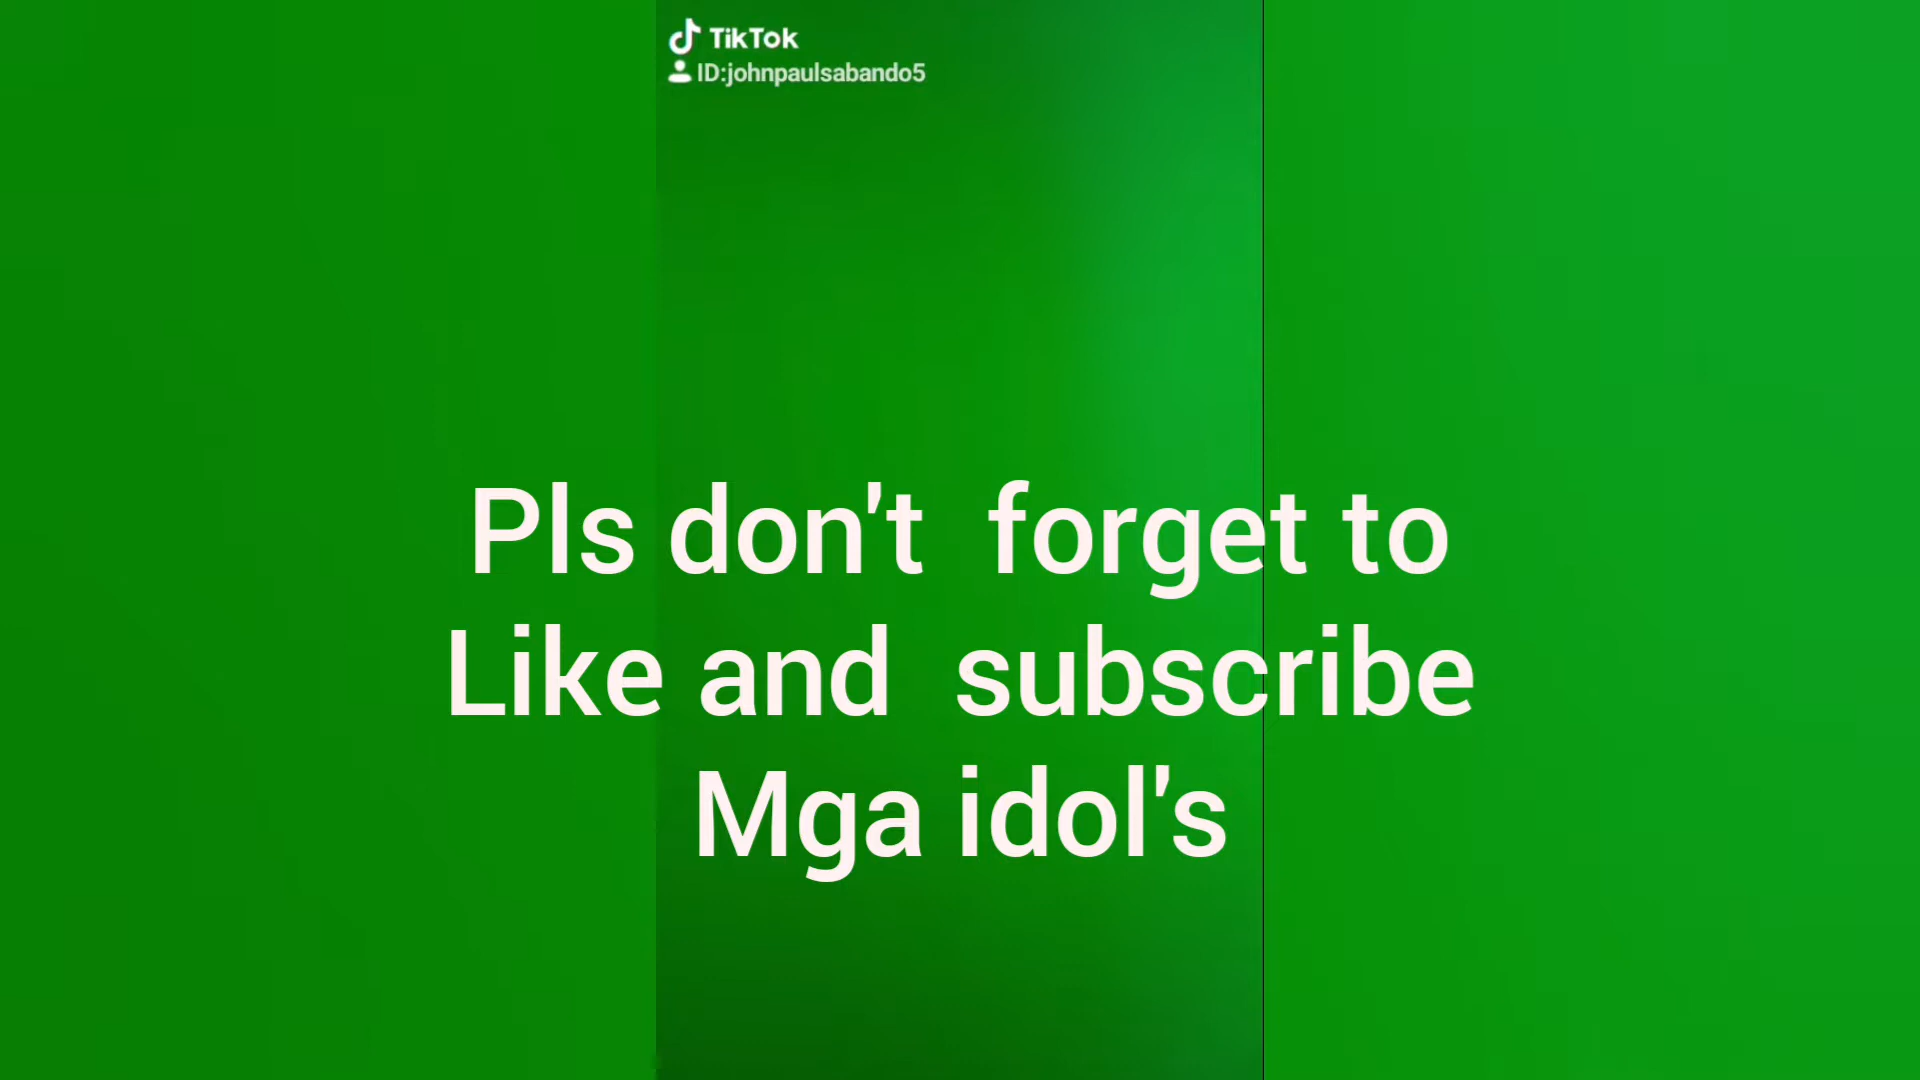 TikTok
ID:johnpaulsabando5
Pls don't  forget to
Like and  subscribe
Mga idol's